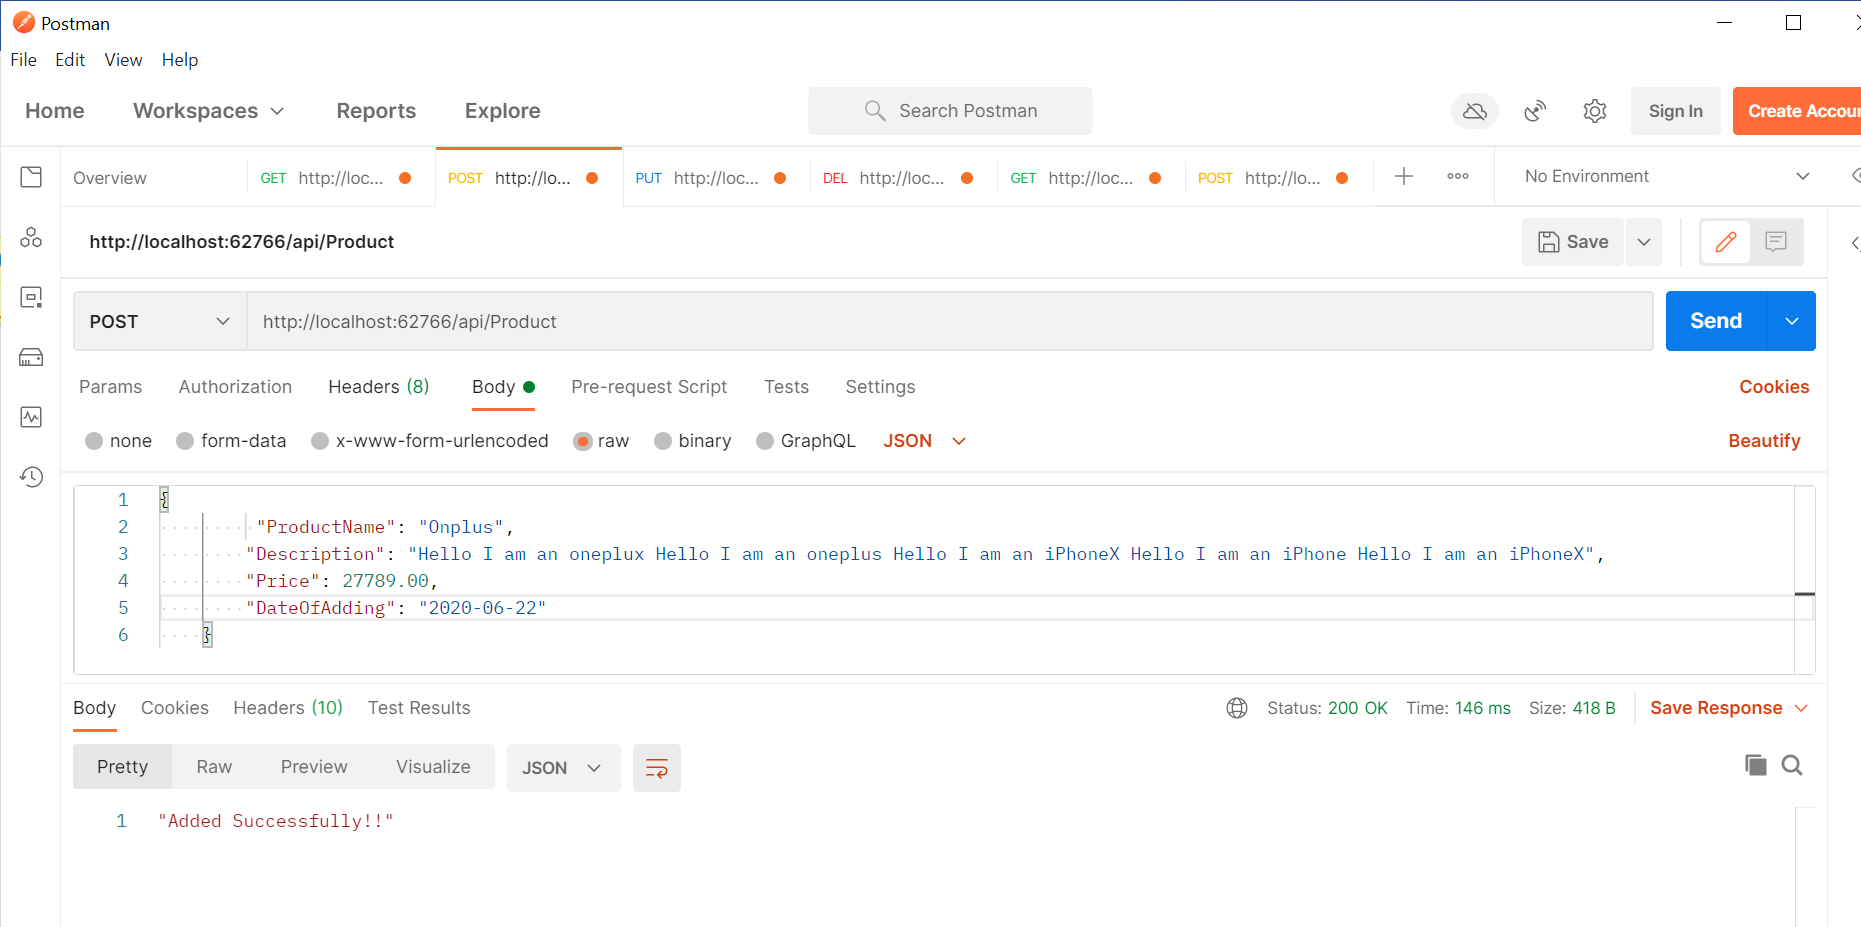 Postman
File Edit View Help
Home Workspaces Reports Explore Search Postman Sign In Create Accoun
Overview GET http://loc... POST http://lo... PUT http://loc... DEL http://loc... GET http://loc... POST http://lo... No Environment
http://localhost:62766/api/Product Save
POST http://localhost:62766/api/Product Send
Params Authorization Headers (8) Body Pre-request Script Tests Settings Cookies
none form-data x-www-form-urlencoded raw binary GraphQL JSON Beautify
1 {
2 "ProductName": "Onplus",
3 "Description": "Hello I am an oneplux Hello I am an oneplus Hello I am an iPhoneX Hello I am an iPhone Hello I am an iPhoneX",
4 "Price": 27789.00,
5 "DateOfAdding": "2020-06-22"
6 }
Body Cookies Headers (10) Test Results Status: 200 OK Time: 146 ms Size: 418 B Save Response
Pretty Raw Preview Visualize JSON
1 "Added Successfully!!"